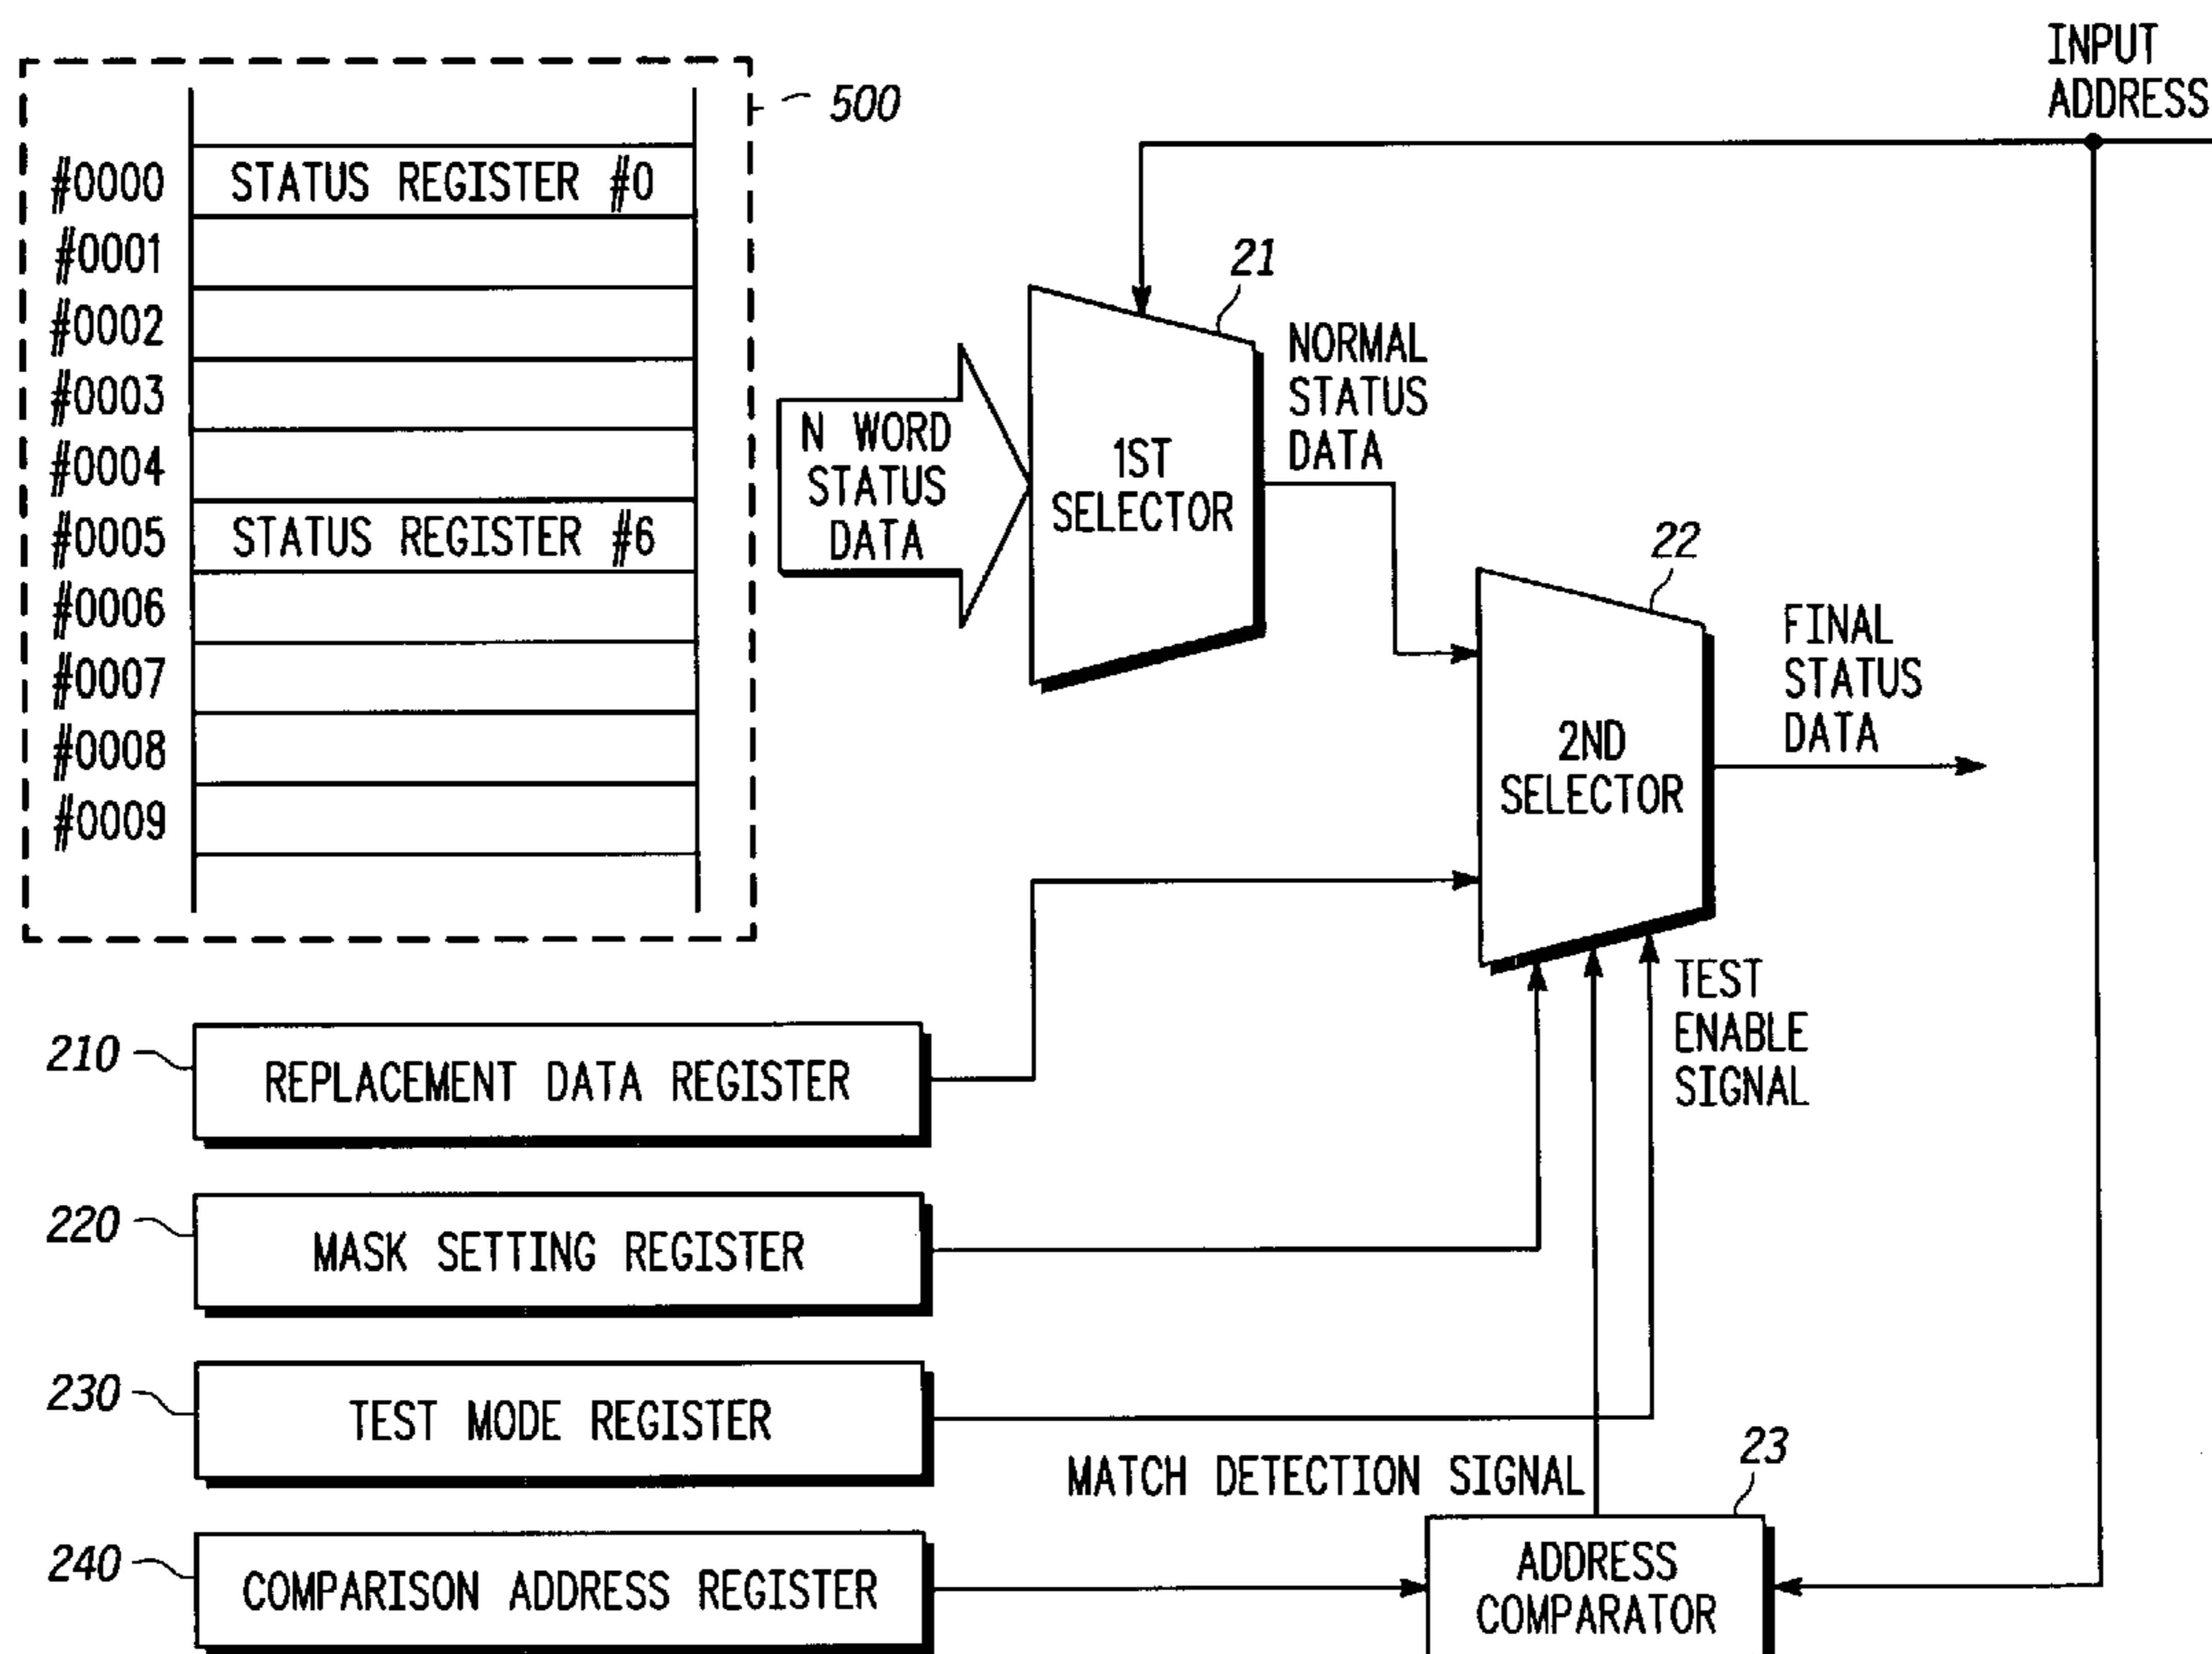 INPUT
ADDRESS
500
#0000 STATUS REGISTER #0
#0001
#0002
#0003
#0004
#0005 STATUS REGISTER #6
#0006
#0007
#0008
#0009
N WORD
STATUS
DATA
21
1ST
SELECTOR
NORMAL
STATUS
DATA
22
2ND
SELECTOR
FINAL
STATUS
DATA
TEST
ENABLE
SIGNAL
210
REPLACEMENT DATA REGISTER
220
MASK SETTING REGISTER
230
TEST MODE REGISTER
MATCH DETECTION SIGNAL
23
240
COMPARISON ADDRESS REGISTER
ADDRESS
COMPARATOR